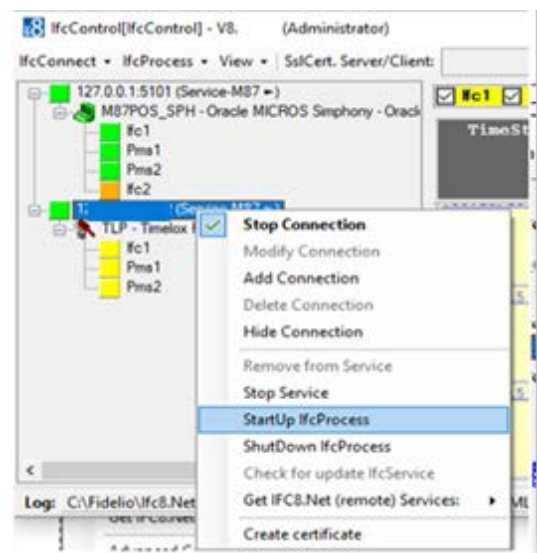 IfcControl[IfcControl] - V8. (Administrator)
IfcConnect IfcProcess View SslCert. Server/Client:
127.0.0.1:5101 (Service-M87 ►)
M87POS_SPH - Oracle MICROS Simphony - Oracl
Ifc1
Pms1
Pms2
Ifc2
TLP - Timelox
Ifc1
Pms1
Pms2
Ifc1
TimeSt
Stop Connection
Modify Connection
Add Connection
Delete Connection
Hide Connection
Remove from Service
Stop Service
StartUp IfcProcess
ShutDown IfcProcess
Check for update IfcService
Get IFC8.Net (remote) Services:
Create certificate
Log: C:\Fidelio\Ifc8.Net